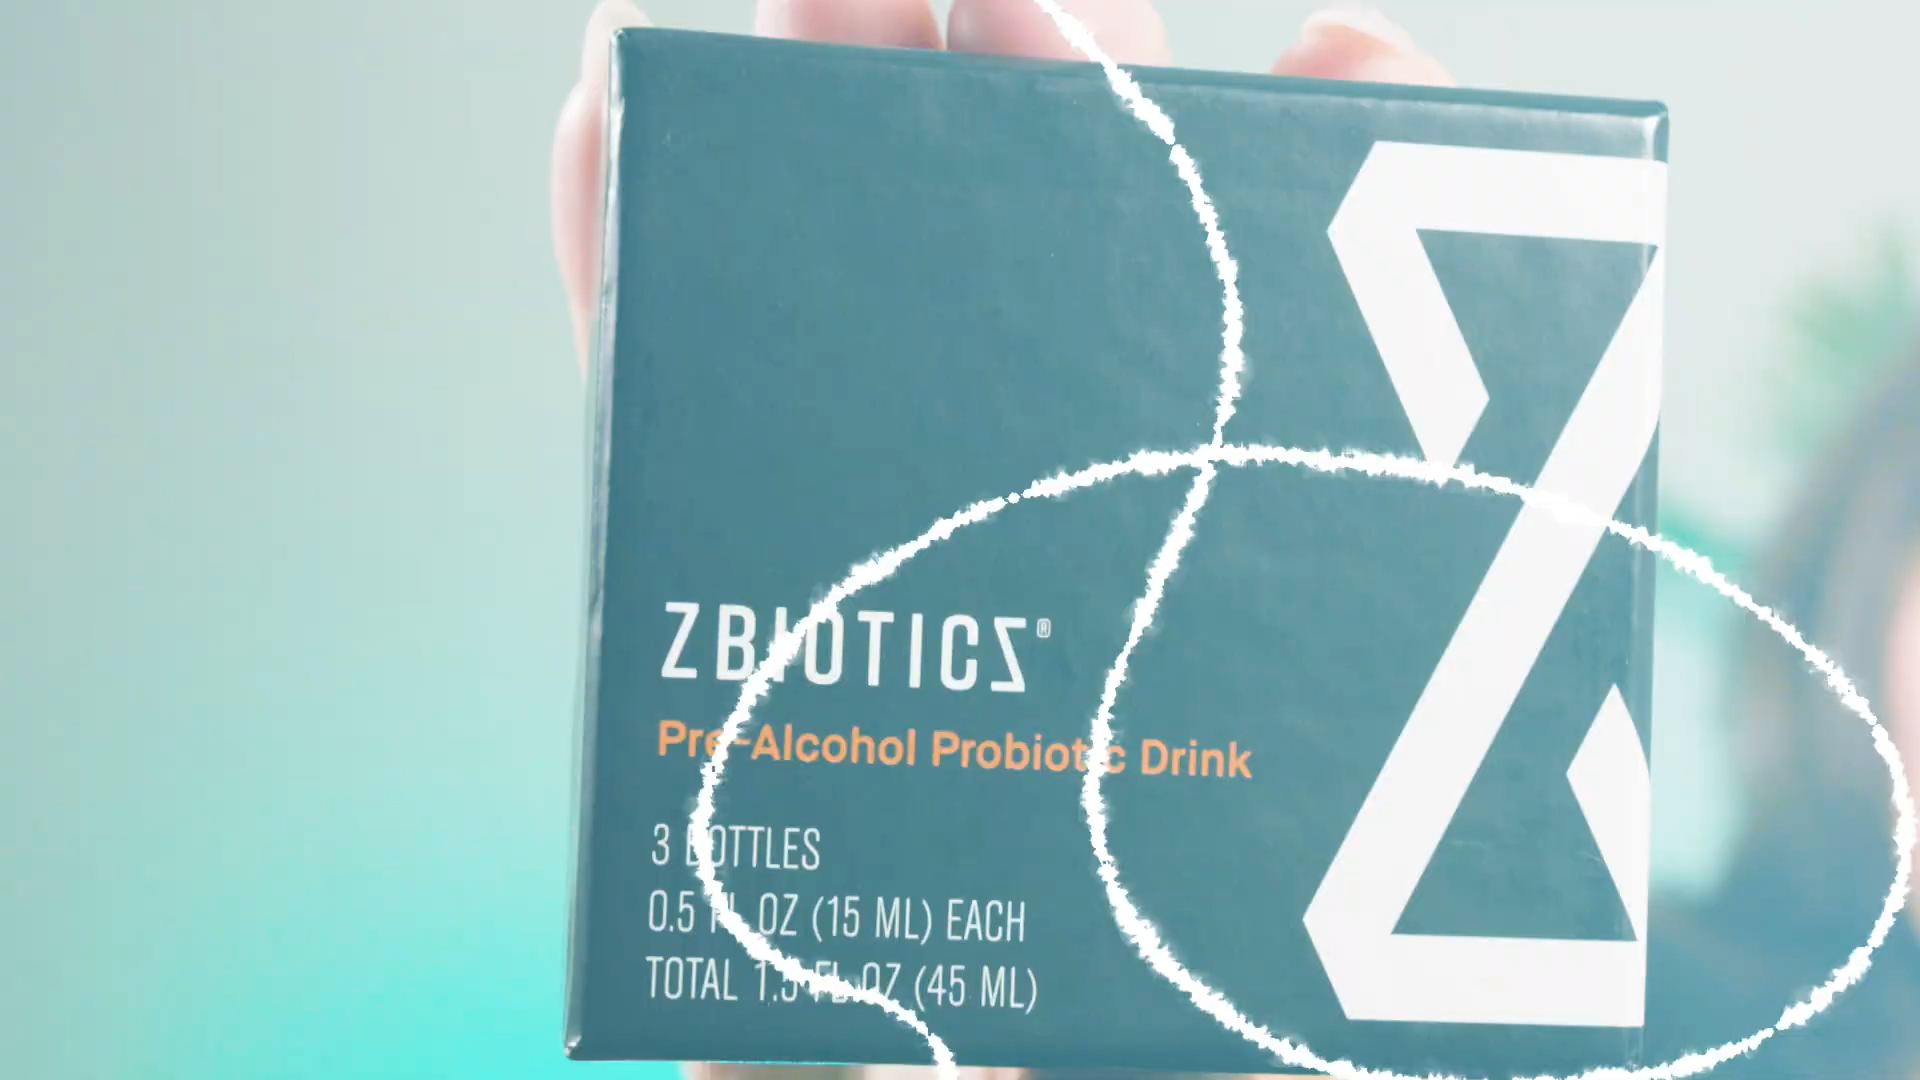 ZBIOTICS®
Pre-Alcohol Probiotic Drink
3 BOTTLES
0.5 FL OZ (15 ML) EACH
TOTAL 1.5 FL OZ (45 ML)